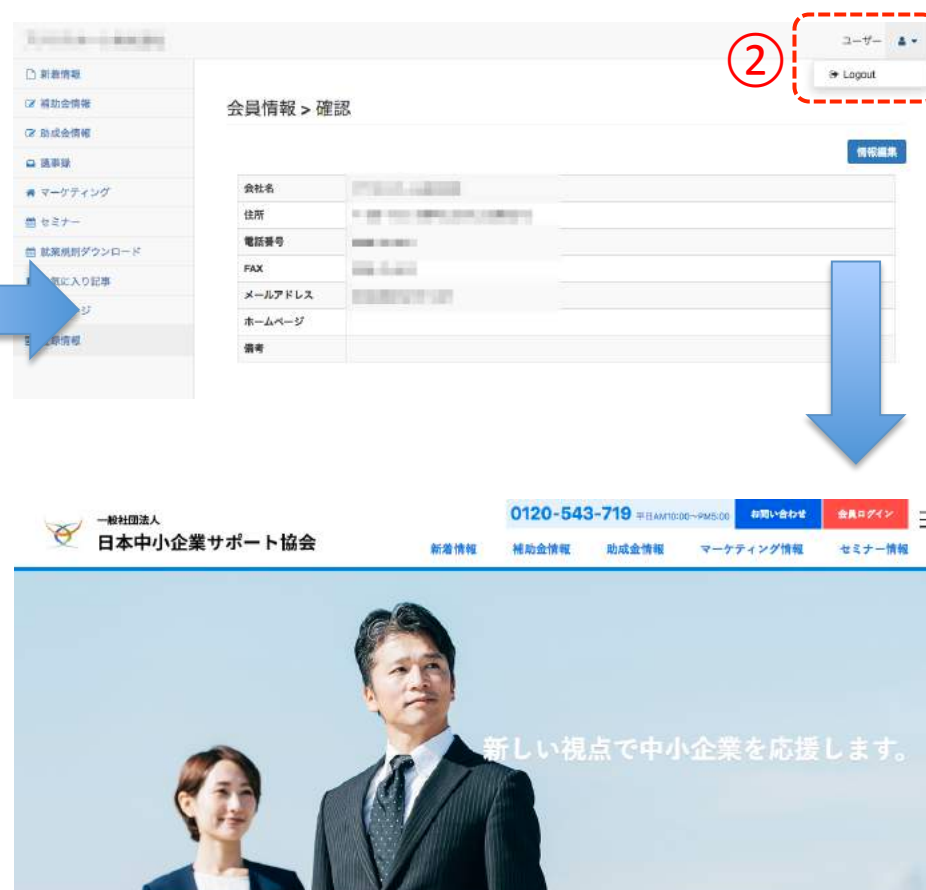 ②
ユーザー
Logout
新着情報
補助金情報
助成金情報
議事録
マーケティング
セミナー
就業規則ダウンロード
気に入り記事
ジ
録情報
会員情報 > 確認
情報編集
会社名
住所
電話番号
FAX
メールアドレス
ホームページ
備考
一般社団法人
日本中小企業サポート協会
0120-543-719 平日AM10:00~PM5:00
お問い合わせ
会員ログイン
新着情報 補助金情報 助成金情報 マーケティング情報 セミナー情報
新しい視点で中小企業を応援します。